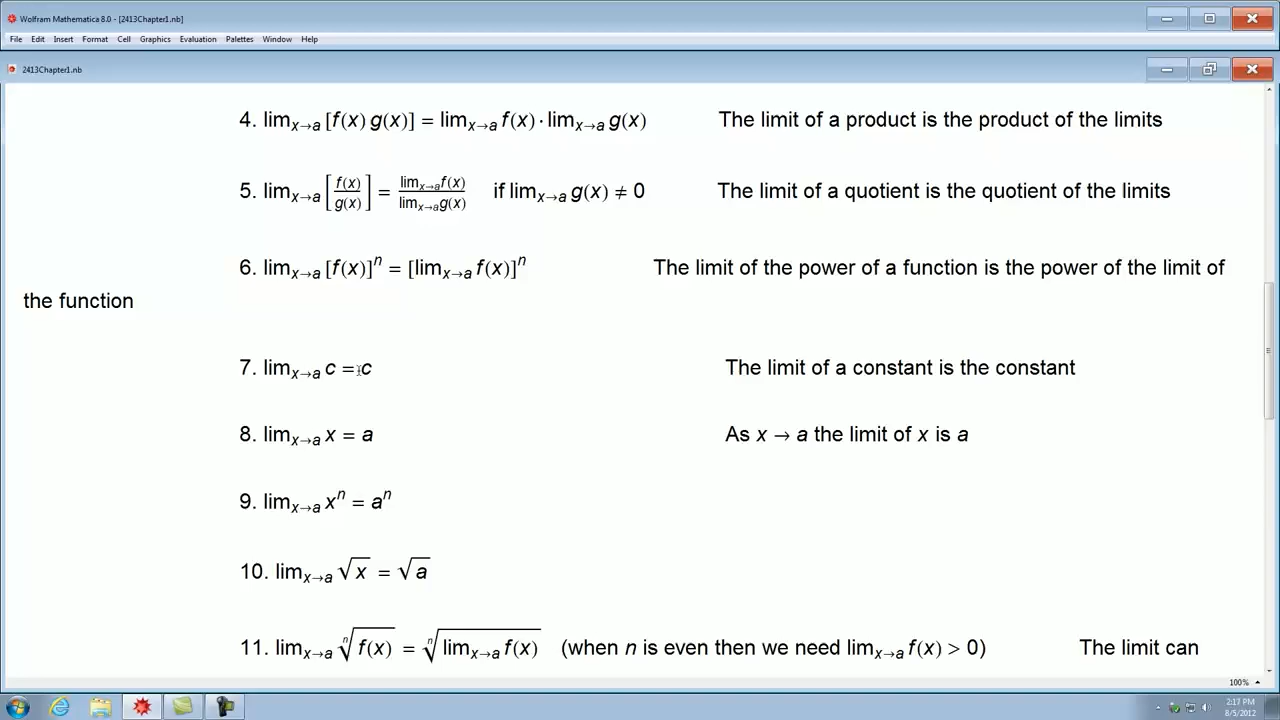 Wolfram Mathematica 8.0 - [2413Chapter1.nb]
File Edit Insert Format Cell Graphics Evaluation Palettes Window Help
2413Chapter1.nb
4. lim_{x→a} [f(x) g(x)] = lim_{x→a} f(x) · lim_{x→a} g(x) The limit of a product is the product of the limits
5. lim_{x→a} [f(x)/g(x)] = lim_{x→a} f(x)/lim_{x→a} g(x) if lim_{x→a} g(x) ≠ 0 The limit of a quotient is the quotient of the limits
6. lim_{x→a} [f(x)]^n = [lim_{x→a} f(x)]^n The limit of the power of a function is the power of the limit of
the function
7. lim_{x→a} c = c The limit of a constant is the constant
8. lim_{x→a} x = a As x → a the limit of x is a
9. lim_{x→a} x^n = a^n
10. lim_{x→a} √x = √a
11. lim_{x→a} ⁿ√f(x) = ⁿ√lim_{x→a} f(x) (when n is even then we need lim_{x→a} f(x) > 0) The limit can
100%
2:17 PM
8/5/2012